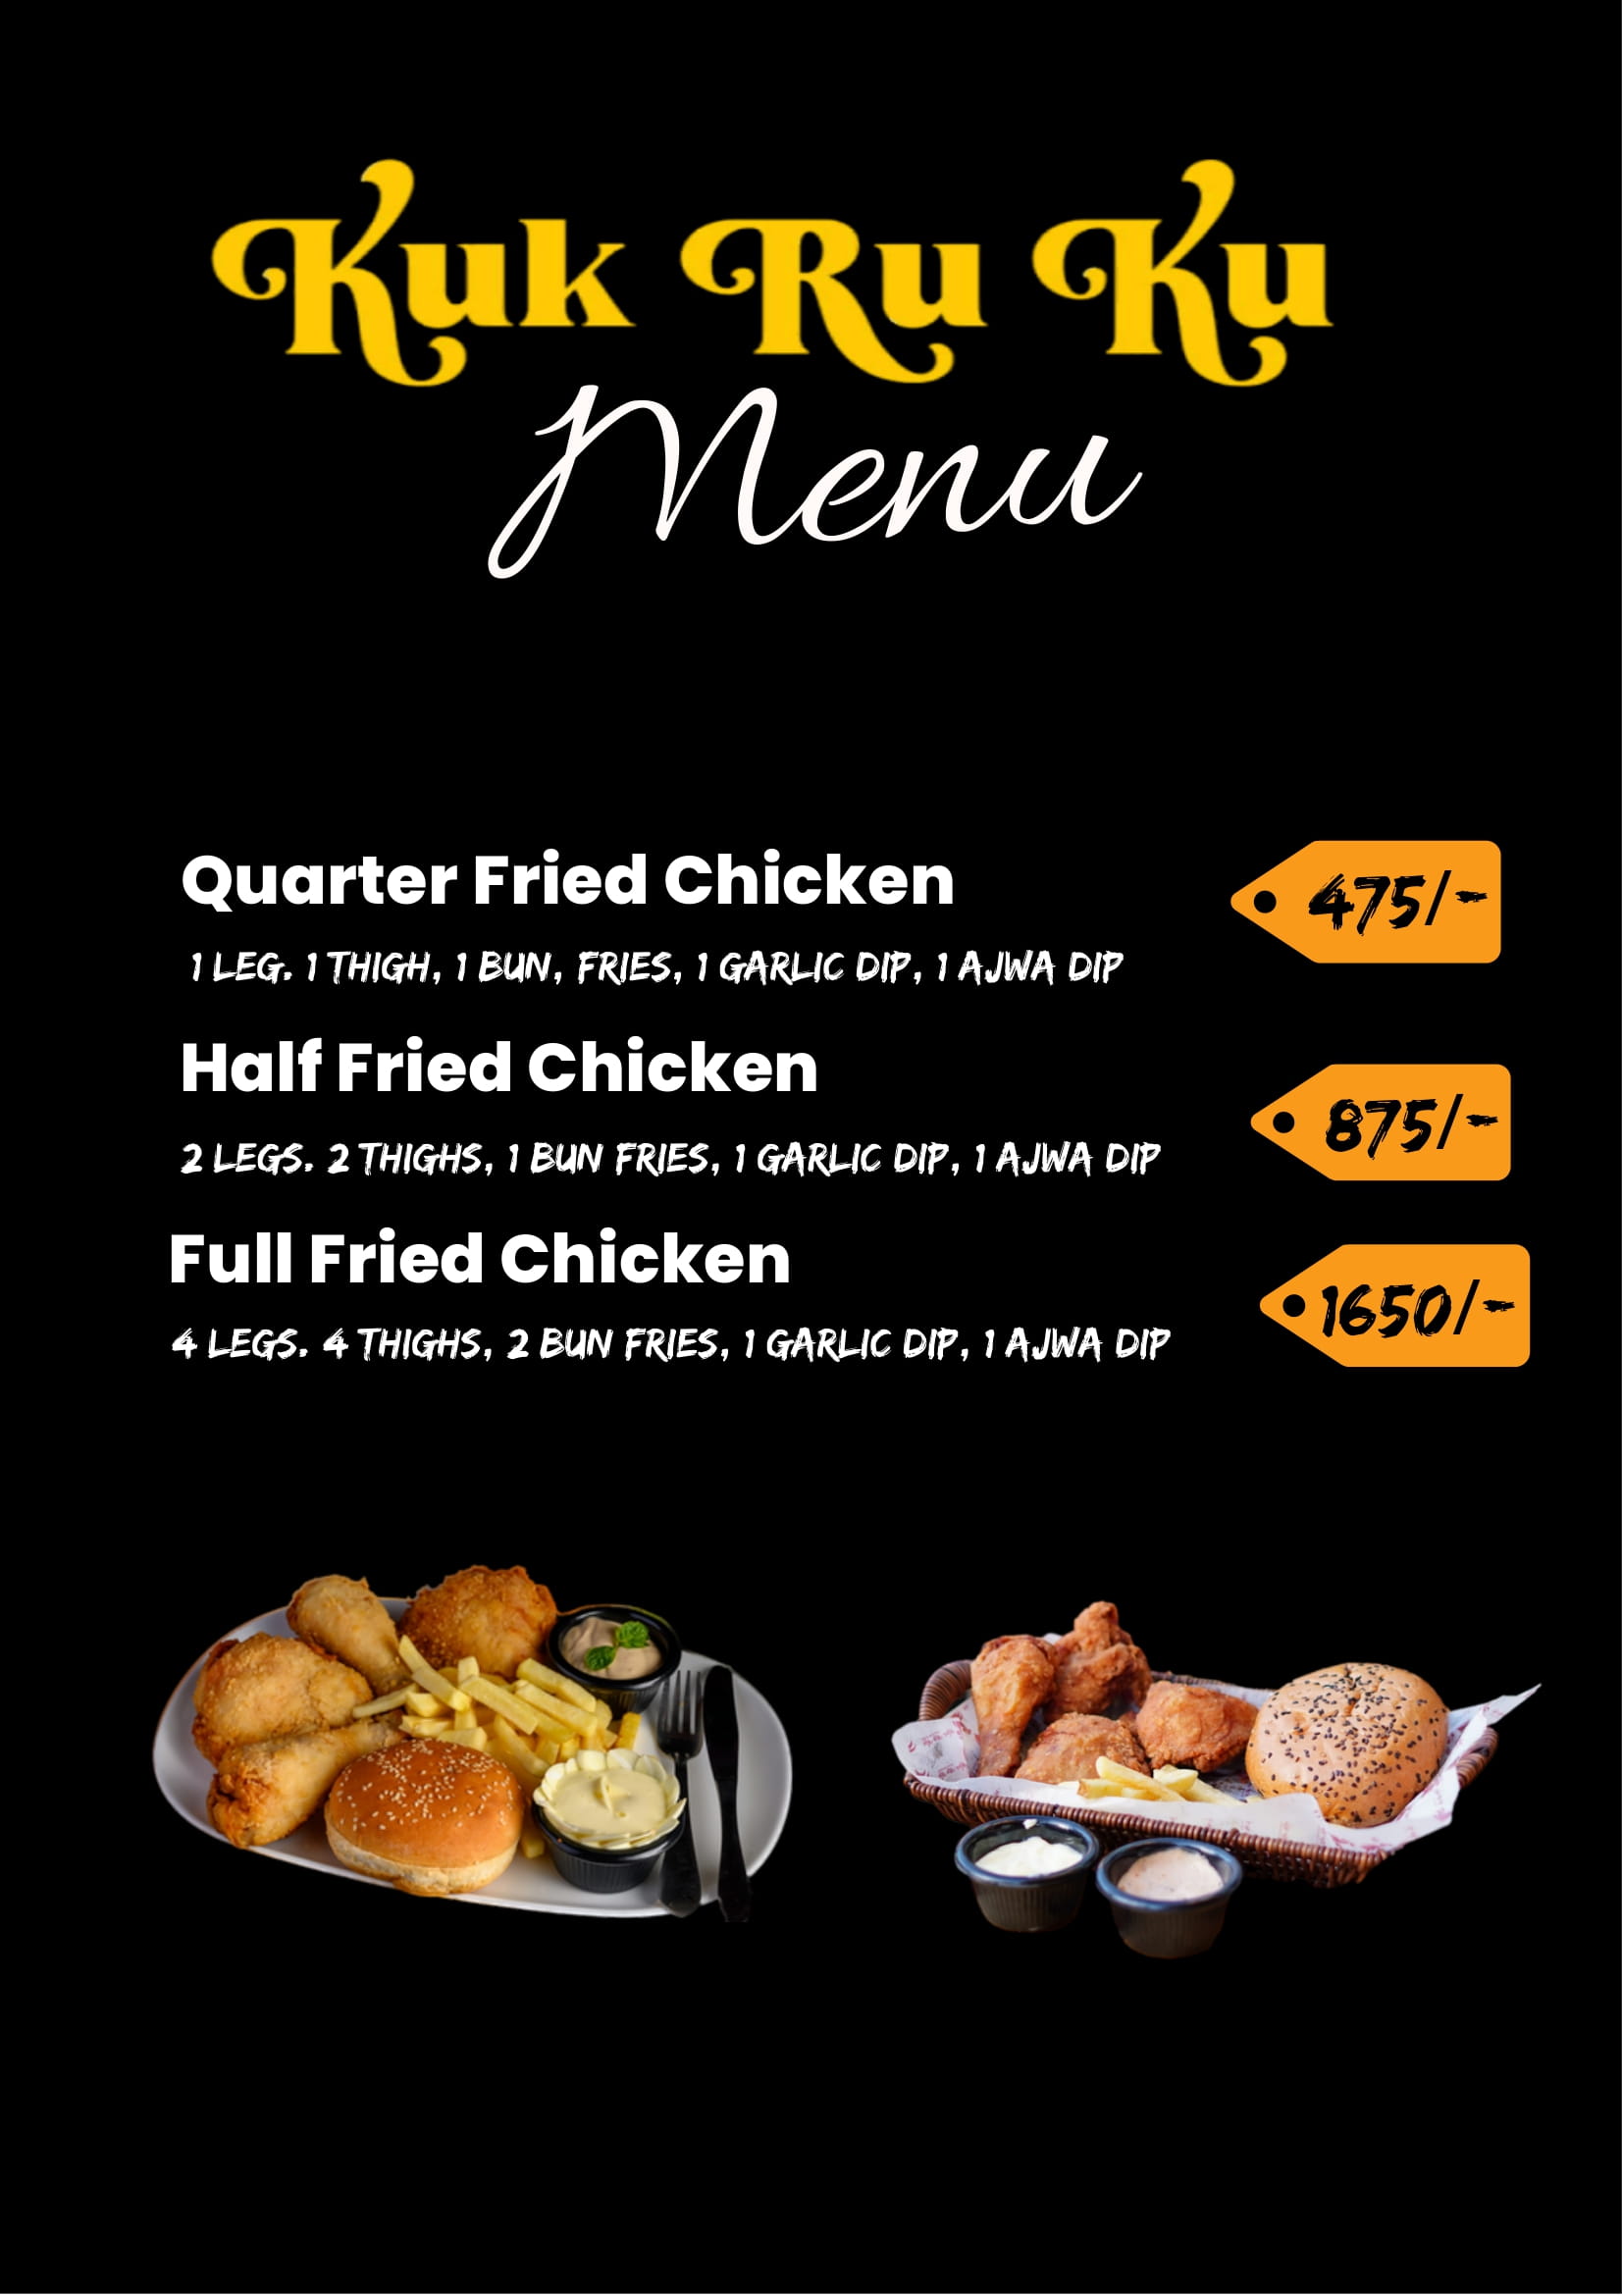 Kuk Ru Ku
Menu
Quarter Fried Chicken
475/-
1 LEG. 1 THIGH, 1 BUN, FRIES, 1 GARLIC DIP, 1 AJWA DIP
Half Fried Chicken
875/-
2 LEGS. 2 THIGHS, 1 BUN FRIES, 1 GARLIC DIP, 1 AJWA DIP
Full Fried Chicken
1650/-
4 LEGS. 4 THIGHS, 2 BUN FRIES, 1 GARLIC DIP, 1 AJWA DIP